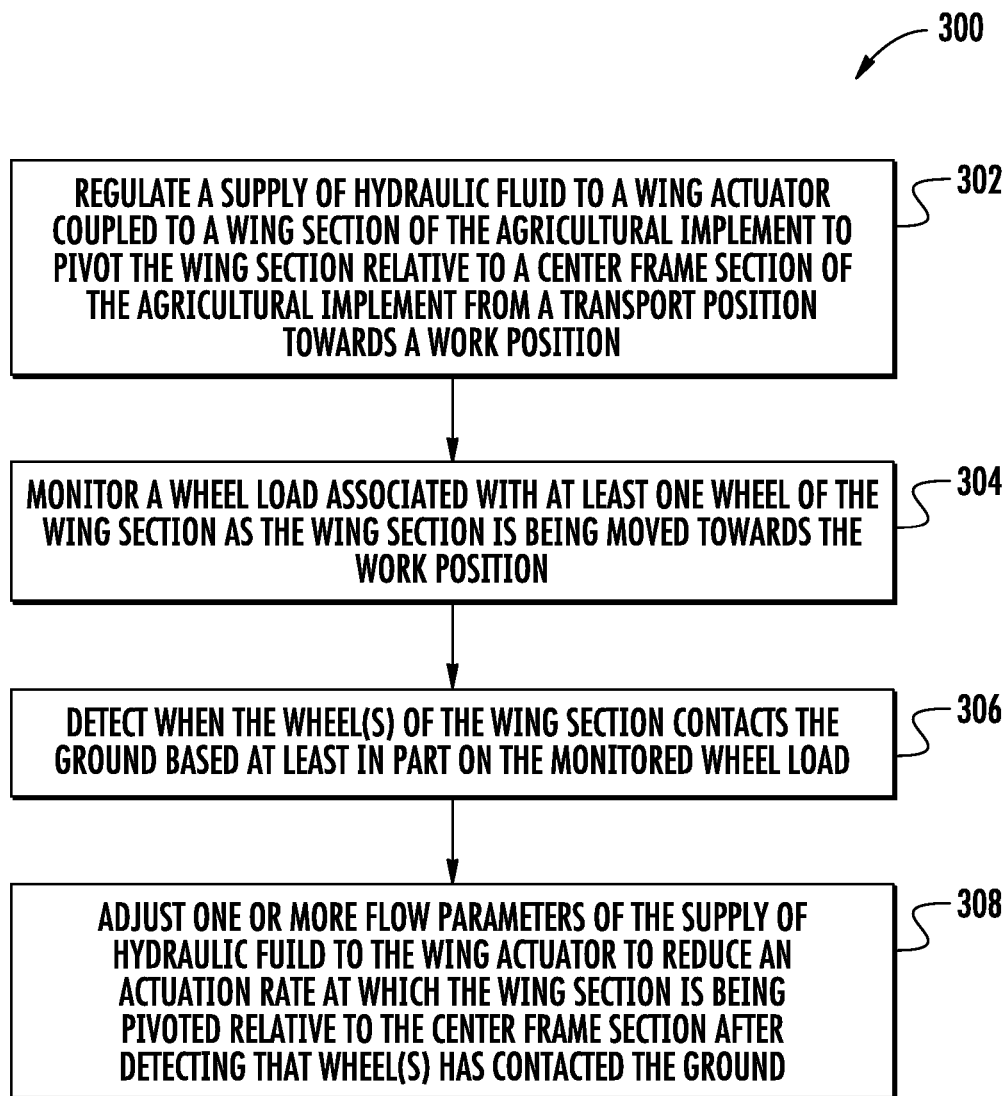 300
REGULATE A SUPPLY OF HYDRAULIC FLUID TO A WING ACTUATOR
COUPLED TO A WING SECTION OF THE AGRICULTURAL IMPLEMENT TO
PIVOT THE WING SECTION RELATIVE TO A CENTER FRAME SECTION OF
THE AGRICULTURAL IMPLEMENT FROM A TRANSPORT POSITION
TOWARDS A WORK POSITION
302
MONITOR A WHEEL LOAD ASSOCIATED WITH AT LEAST ONE WHEEL OF THE
WING SECTION AS THE WING SECTION IS BEING MOVED TOWARDS THE
WORK POSITION
304
DETECT WHEN THE WHEEL(S) OF THE WING SECTION CONTACTS THE
GROUND BASED AT LEAST IN PART ON THE MONITORED WHEEL LOAD
306
ADJUST ONE OR MORE FLOW PARAMETERS OF THE SUPPLY OF
HYDRAULIC FUILD TO THE WING ACTUATOR TO REDUCE AN
ACTUATION RATE AT WHICH THE WING SECTION IS BEING
PIVOTED RELATIVE TO THE CENTER FRAME SECTION AFTER
DETECTING THAT WHEEL(S) HAS CONTACTED THE GROUND
308